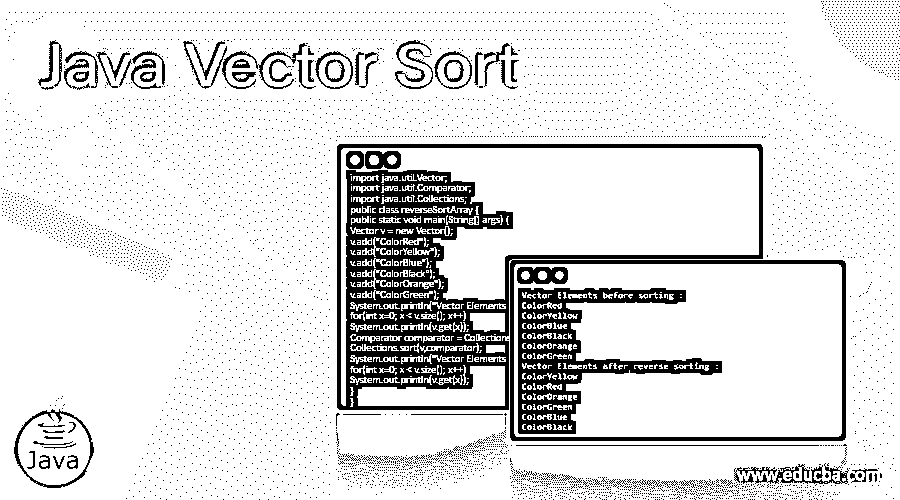 Java Vector Sort
import java.util.Vector;
import java.util.Comparator;
import java.util.Collections;
public class reverseSortArray {
public static void main(String[] args) {
Vector v = new Vector();
v.add("ColorRed");
v.add("ColorYellow");
v.add("ColorBlue");
v.add("ColorBlack");
v.add("ColorOrange");
v.add("ColorGreen");
System.out.println("Vector Elements
for(int x=0; x < v.size(); x++)
System.out.println(v.get(x));
Comparator comparator = Collections
Collections.sort(v,comparator);
System.out.println("Vector Elements
for(int x=0; x < v.size(); x++)
System.out.println(v.get(x));
}
}
Vector Elements before sorting :
ColorRed
ColorYellow
ColorBlue
ColorBlack
ColorOrange
ColorGreen
Vector Elements after reverse sorting :
ColorYellow
ColorRed
ColorOrange
ColorGreen
ColorBlue
ColorBlack
Java
www.educba.com